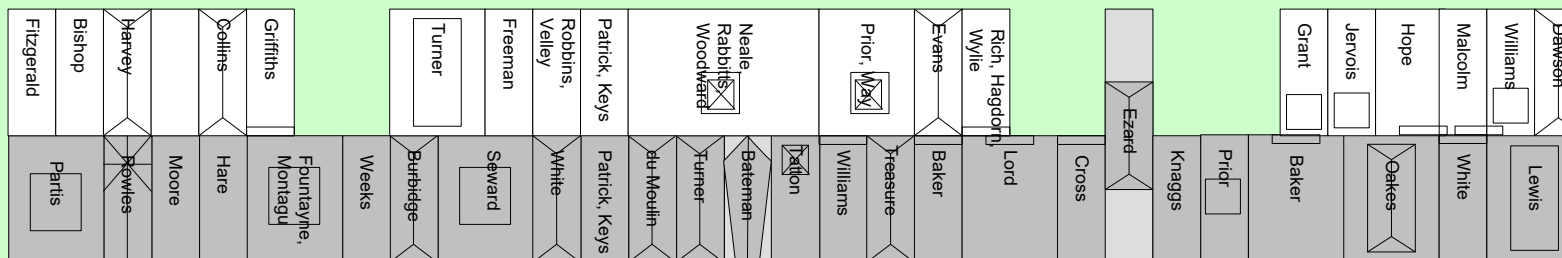 Fitzgerald
Bishop
Harvey
Collins
Griffiths
Turner
Freeman
Robbins,
Velley
Patrick, Keys
Neale
Rabbitts,
Woodward
Prior, Way
Evans
Rich, Hagdorn,
Wylie
Ezard
Grant
Jervois
Hope
Malcolm
Williams
Dawson
Partis
Rowles
Moore
Hare
Fountayne,
Montagu
Weeks
Burbidge
Seward
White
Patrick, Keys
du Moulin
Turner
Bateman
Tatton
Williams
Treasure
Baker
Lord
Cross
Knaggs
Prior
Baker
Oakes
White
Lewis